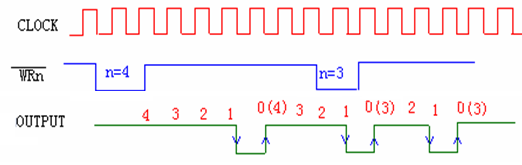 CLOCK
WRn n=4 n=3
4 3 2 1 0(4) 3 2 1 0(3) 2 1 0(3)
OUTPUT